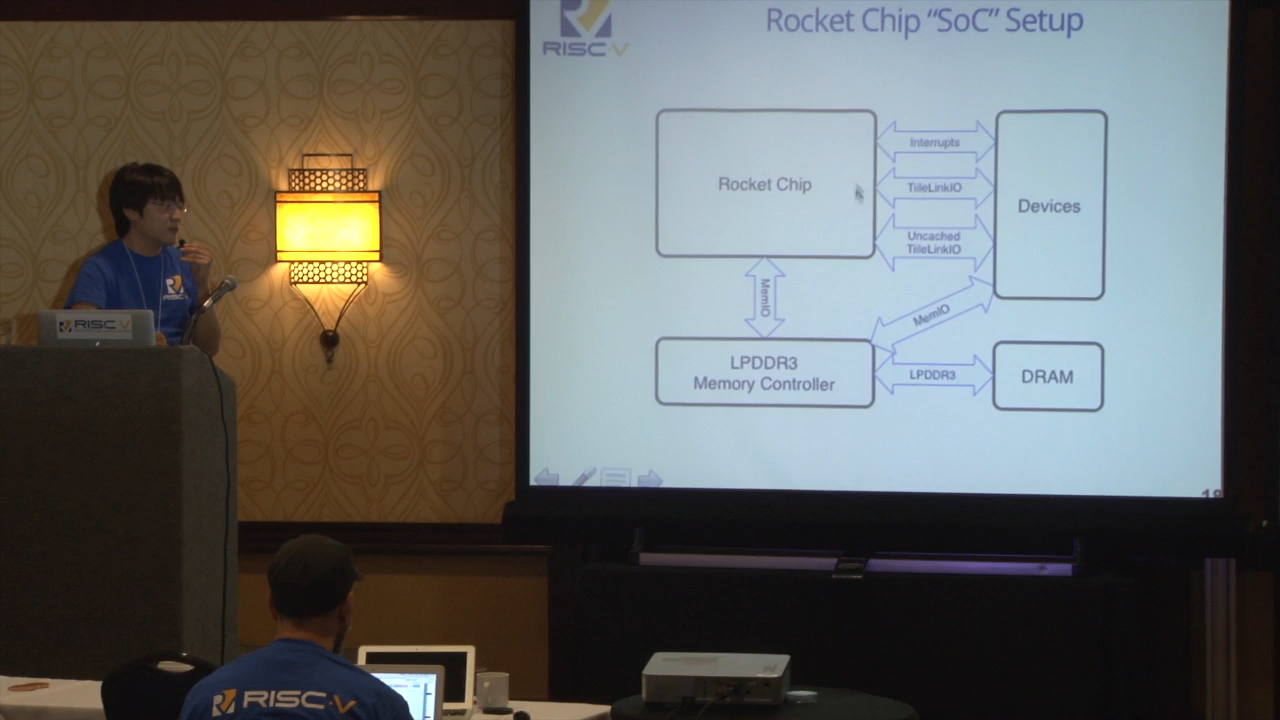 RISC-V
Rocket Chip "SoC" Setup
Rocket Chip
Interrupts
TileLinkIO
Uncached
TileLinkIO
Devices
MemIO
MemIO
LPDDR3
Memory Controller
LPDDR3
DRAM
18
RISC-V
RISC-V
RISC-V